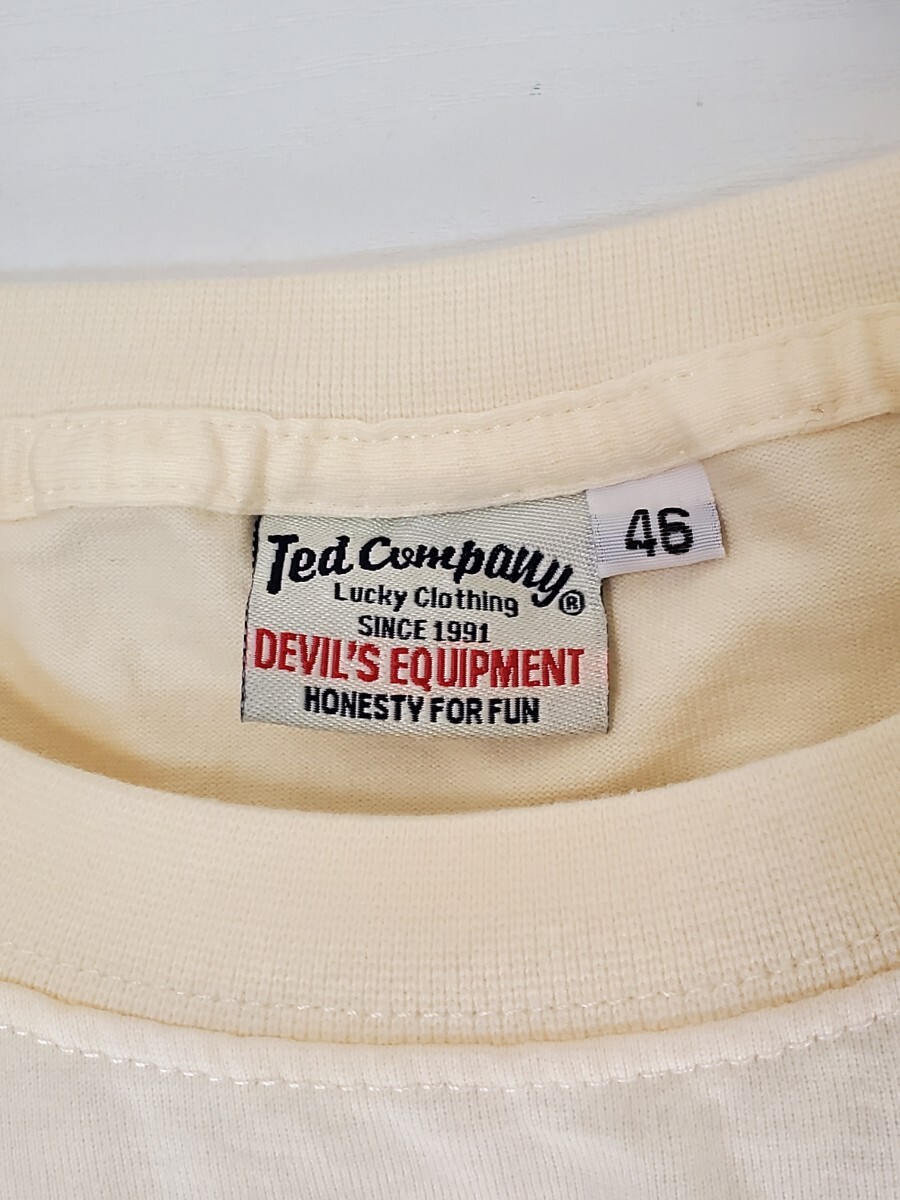 Ted Company
Lucky Clothing ®
SINCE 1991
DEVIL'S EQUIPMENT
HONESTY FOR FUN
46